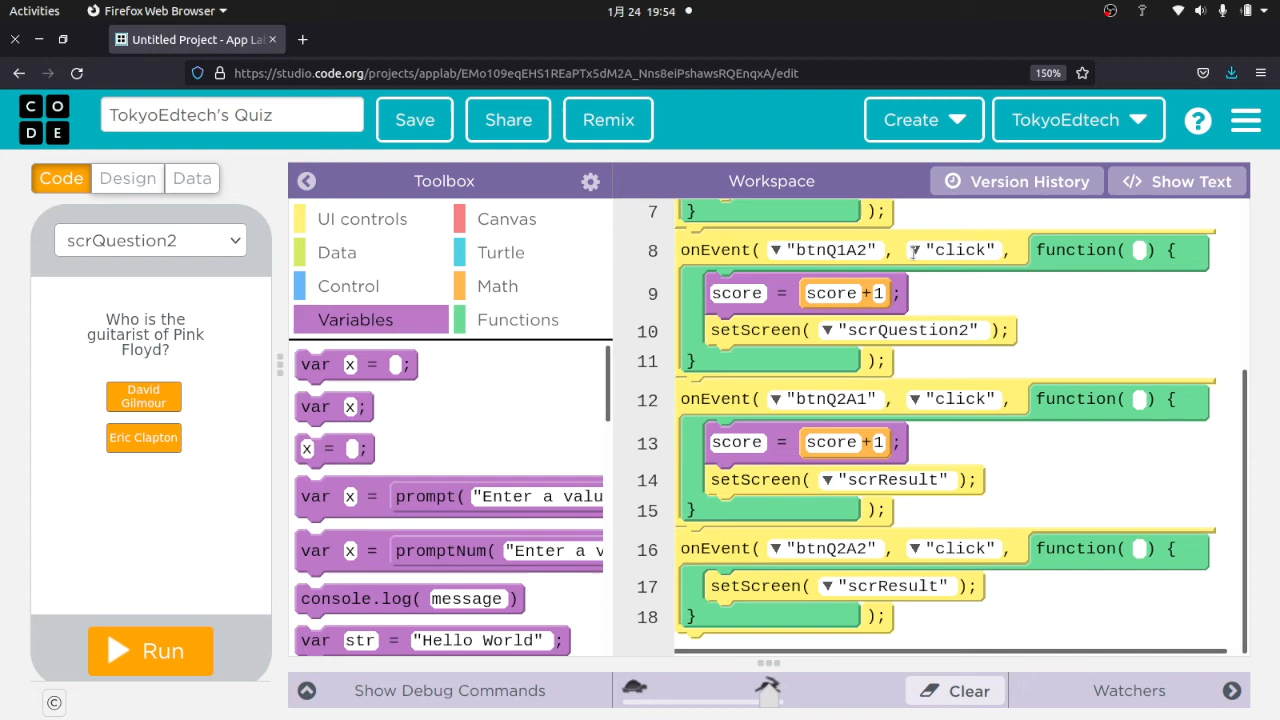 Activities
Firefox Web Browser
1月 24 19:54
Untitled Project - App La
https://studio.code.org/projects/applab/EMo109eqEHS1REaPTx5dM2A_Nns8eiPshawsRQEnqxA/edit
150%
C O
D E
TokyoEdtech's Quiz
Save
Share
Remix
Create
TokyoEdtech
?
Code
Design
Data
Toolbox
Workspace
Version History
</> Show Text
scrQuestion2
Who is the
guitarist of Pink
Floyd?
David
Gilmour
Eric Clapton
Run
©
UI controls
Canvas
Data
Turtle
Control
Math
Variables
Functions
var x = ;
var x;
x = ;
var x = prompt( "Enter a valu
var x = promptNum( "Enter a v
console.log( message )
var str = "Hello World" ;
7 } );
8 onEvent( ▼ "btnQ1A2" , ▼ "click" , function( ) {
9 score = score + 1 ;
10 setScreen( ▼ "scrQuestion2" );
11 } );
12 onEvent( ▼ "btnQ2A1" , ▼ "click" , function( ) {
13 score = score + 1 ;
14 setScreen( ▼ "scrResult" );
15 } );
16 onEvent( ▼ "btnQ2A2" , ▼ "click" , function( ) {
17 setScreen( ▼ "scrResult" );
18 } );
Show Debug Commands
Clear
Watchers